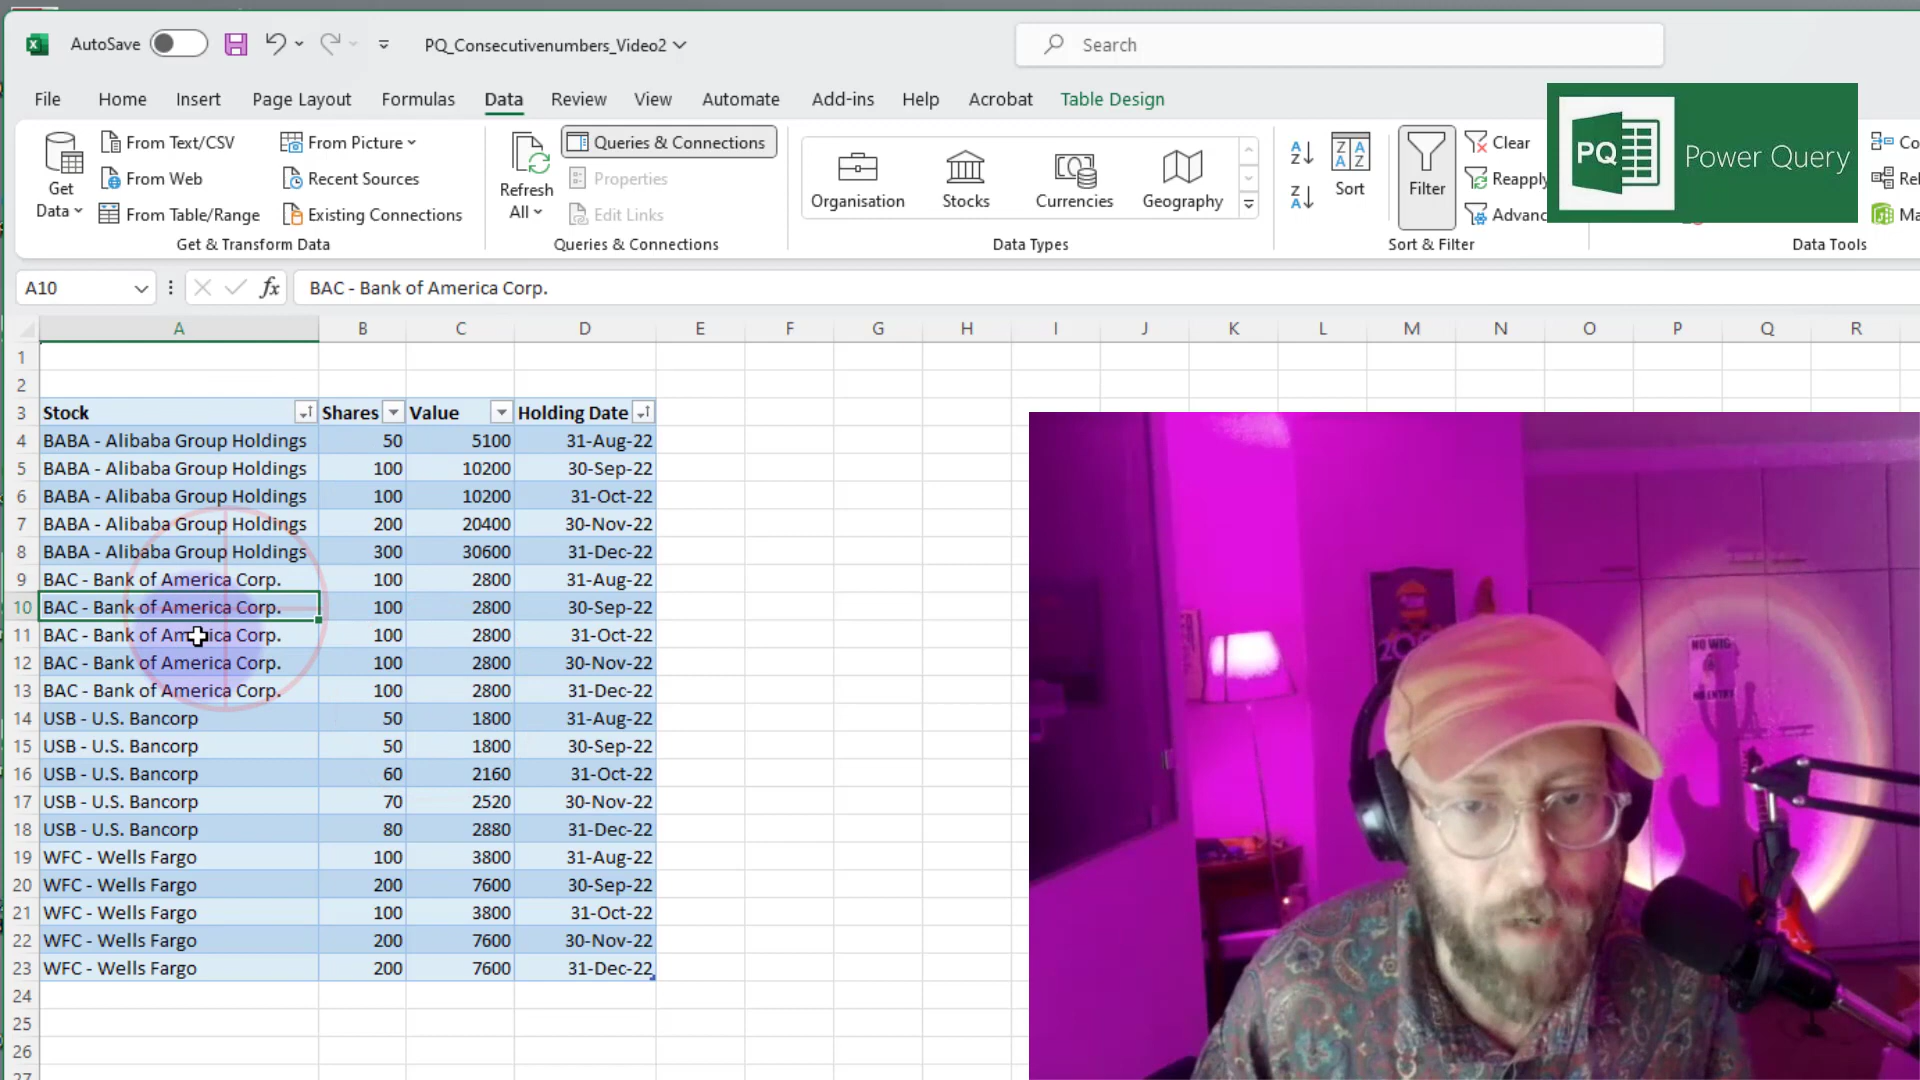 AutoSave
PQ_Consecutivenumbers_Video2
Search
File Home Insert Page Layout Formulas Data Review View Automate Add-ins Help Acrobat Table Design
Get Data
From Text/CSV
From Web
From Table/Range
From Picture
Recent Sources
Existing Connections
Get & Transform Data
Refresh All
Queries & Connections
Properties
Edit Links
Queries & Connections
Organisation Stocks Currencies Geography
Data Types
Sort
Filter
Clear
Reapply
Advanc
Sort & Filter
PQ Power Query
Co
Rel
Ma
Data Tools
A10 fx BAC - Bank of America Corp.
A B C D E F G H I J K L M N O P Q R
1
2
3 Stock Shares Value Holding Date
4 BABA - Alibaba Group Holdings 50 5100 31-Aug-22
5 BABA - Alibaba Group Holdings 100 10200 30-Sep-22
6 BABA - Alibaba Group Holdings 100 10200 31-Oct-22
7 BABA - Alibaba Group Holdings 200 20400 30-Nov-22
8 BABA - Alibaba Group Holdings 300 30600 31-Dec-22
9 BAC - Bank of America Corp. 100 2800 31-Aug-22
10 BAC - Bank of America Corp. 100 2800 30-Sep-22
11 BAC - Bank of America Corp. 100 2800 31-Oct-22
12 BAC - Bank of America Corp. 100 2800 30-Nov-22
13 BAC - Bank of America Corp. 100 2800 31-Dec-22
14 USB - U.S. Bancorp 50 1800 31-Aug-22
15 USB - U.S. Bancorp 50 1800 30-Sep-22
16 USB - U.S. Bancorp 60 2160 31-Oct-22
17 USB - U.S. Bancorp 70 2520 30-Nov-22
18 USB - U.S. Bancorp 80 2880 31-Dec-22
19 WFC - Wells Fargo 100 3800 31-Aug-22
20 WFC - Wells Fargo 200 7600 30-Sep-22
21 WFC - Wells Fargo 100 3800 31-Oct-22
22 WFC - Wells Fargo 200 7600 30-Nov-22
23 WFC - Wells Fargo 200 7600 31-Dec-22
24
25
26
27
NO WIG
NO ENTRY